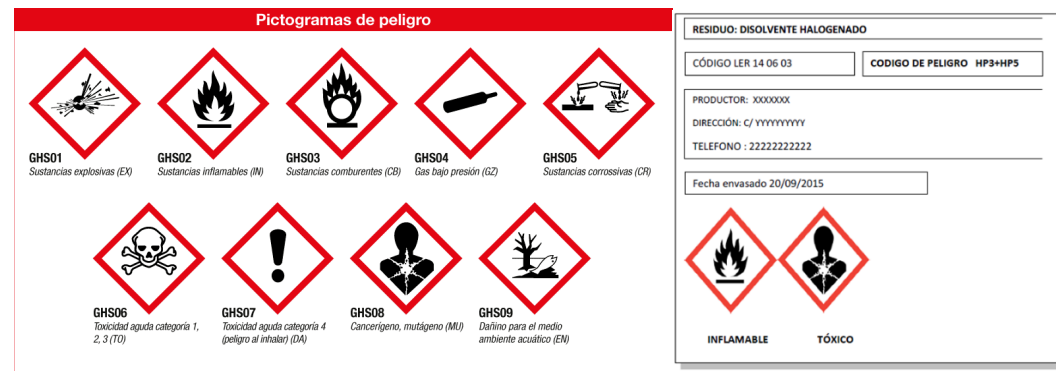 Pictogramas de peligro
GHS01
Sustancias explosivas (EX)
GHS02
Sustancias inflamables (IN)
GHS03
Sustancias comburentes (CB)
GHS04
Gas bajo presión (GZ)
GHS05
Sustancias corrossivas (CR)
GHS06
Toxicidad aguda categoría 1,
2, 3 (TO)
GHS07
Toxicidad aguda categoría 4
(peligro al inhalar) (DA)
GHS08
Cancerígeno, mutágeno (MU)
GHS09
Dañino para el medio
ambiente acuático (EN)
RESIDUO: DISOLVENTE HALOGENADO
CÓDIGO LER 14 06 03
CODIGO DE PELIGRO HP3+HP5
PRODUCTOR: XXXXXXX
DIRECCIÓN: C/ YYYYYYYYYY
TELEFONO : 22222222222
Fecha envasado 20/09/2015
INFLAMABLE
TÓXICO